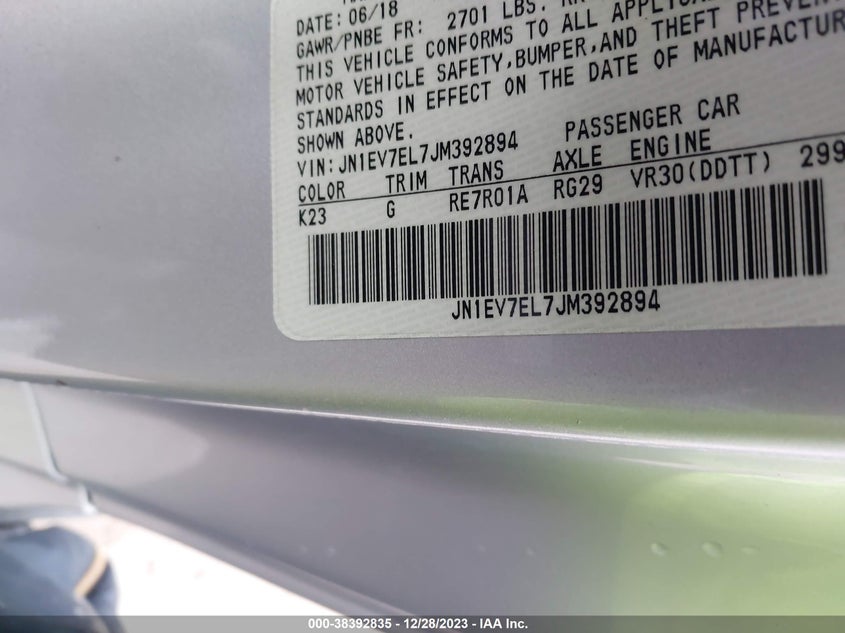 DATE: 06/18
GAWR/PNBE FR: 2701 LBS.
THIS VEHICLE CONFORMS TO ALL
MOTOR VEHICLE SAFETY,BUMPER,AND THEFT
STANDARDS IN EFFECT ON THE DATE OF
SHOWN ABOVE.
VIN:JN1EV7EL7JM392894 PASSENGER CAR
COLOR TRIM TRANS AXLE ENGINE
K23 G RE7R01A RG29 VR30(DDTT) 299
JN1EV7EL7JM392894
000-38392835 - 12/28/2023 - IAA Inc.